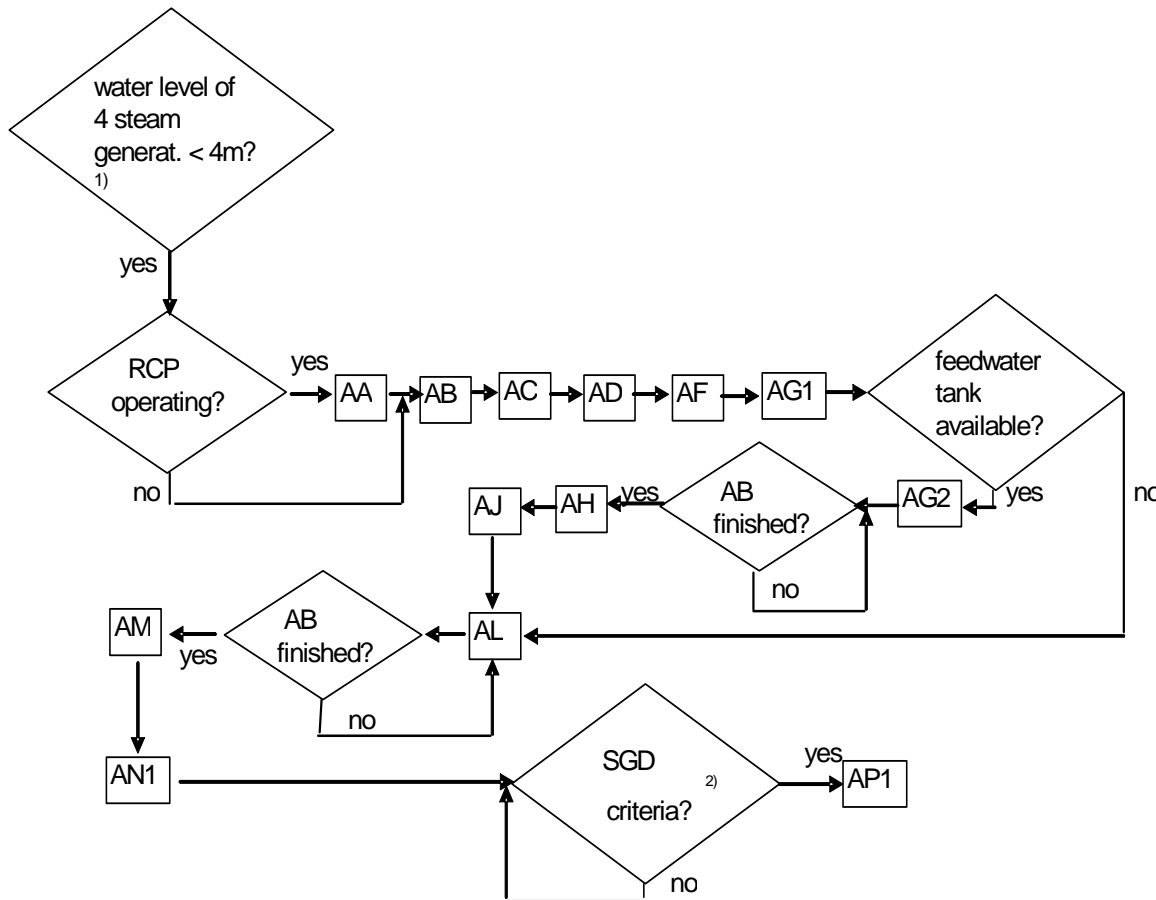 water level of
4 steam
generat. < 4m?
1)
yes
RCP
operating?
yes
no
AA
AB
AC
AD
AF
AG1
feedwater
tank
available?
yes
no
AG2
AB
finished?
yes
no
AH
AJ
AL
AB
finished?
yes
no
AM
AN1
SGD
2)
criteria?
yes
no
AP1